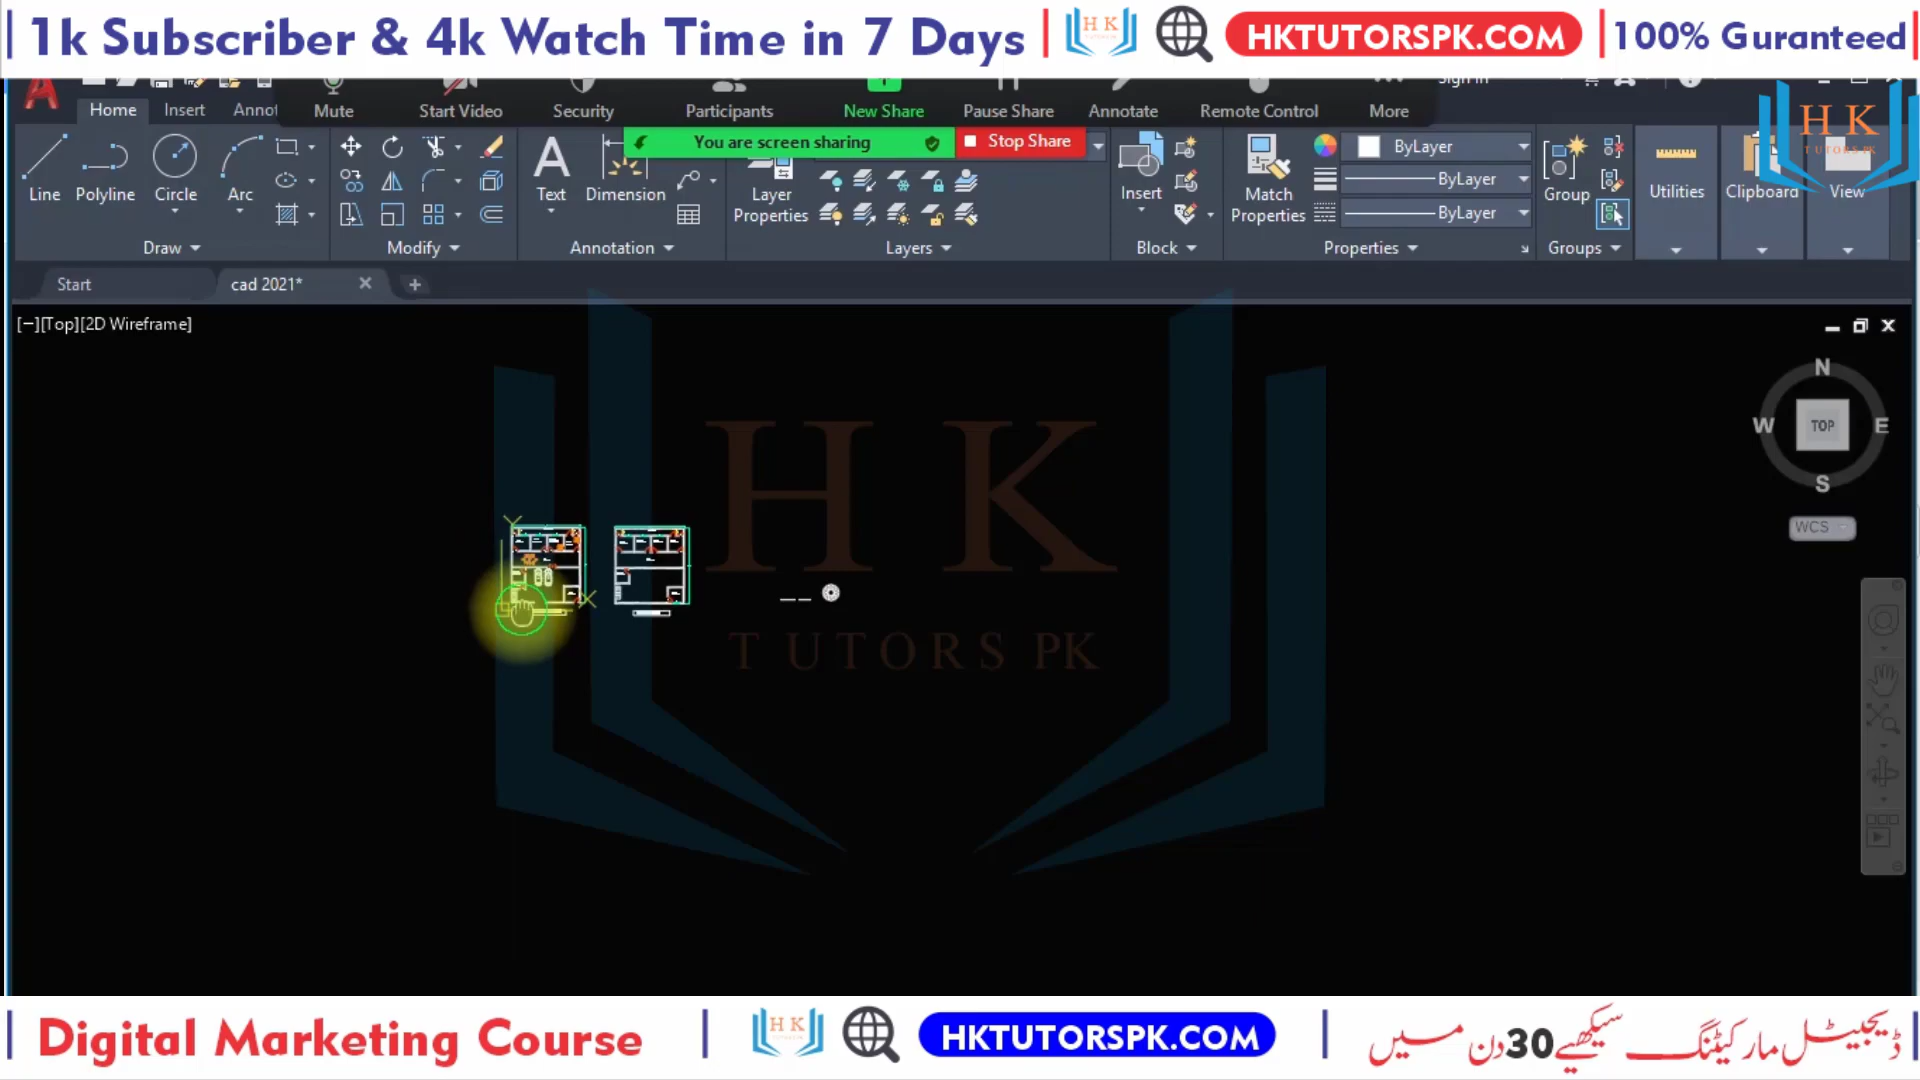 1k Subscriber & 4k Watch Time in 7 Days
H K
HKTUTORSPK.COM
100% Guranteed
Sign In
Home
Insert
Mute
Start Video
Security
Participants
New Share
Pause Share
Annotate
Remote Control
More
You are screen sharing
Stop Share
H K
TUTORS PK
Line
Polyline
Circle
Arc
Text
Dimension
Layer
Properties
Insert
Match
Properties
ByLayer
ByLayer
ByLayer
Group
Utilities
Clipboard
View
Draw
Modify
Annotation
Layers
Block
Properties
Groups
Start
cad 2021*
[−][Top][2D Wireframe]
N
W
TOP
E
S
WCS
H K
TUTORS PK
Digital Marketing Course
H K
HKTUTORSPK.COM
ڈیجیٹل مارکیٹنگ سیکھیے 30 دن میں